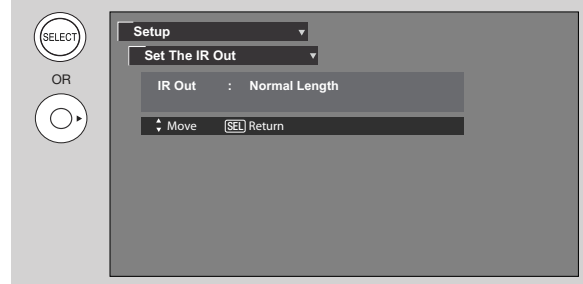 SELECT
OR
Setup
Set The IR Out
IR Out : Normal Length
Move SEL Return